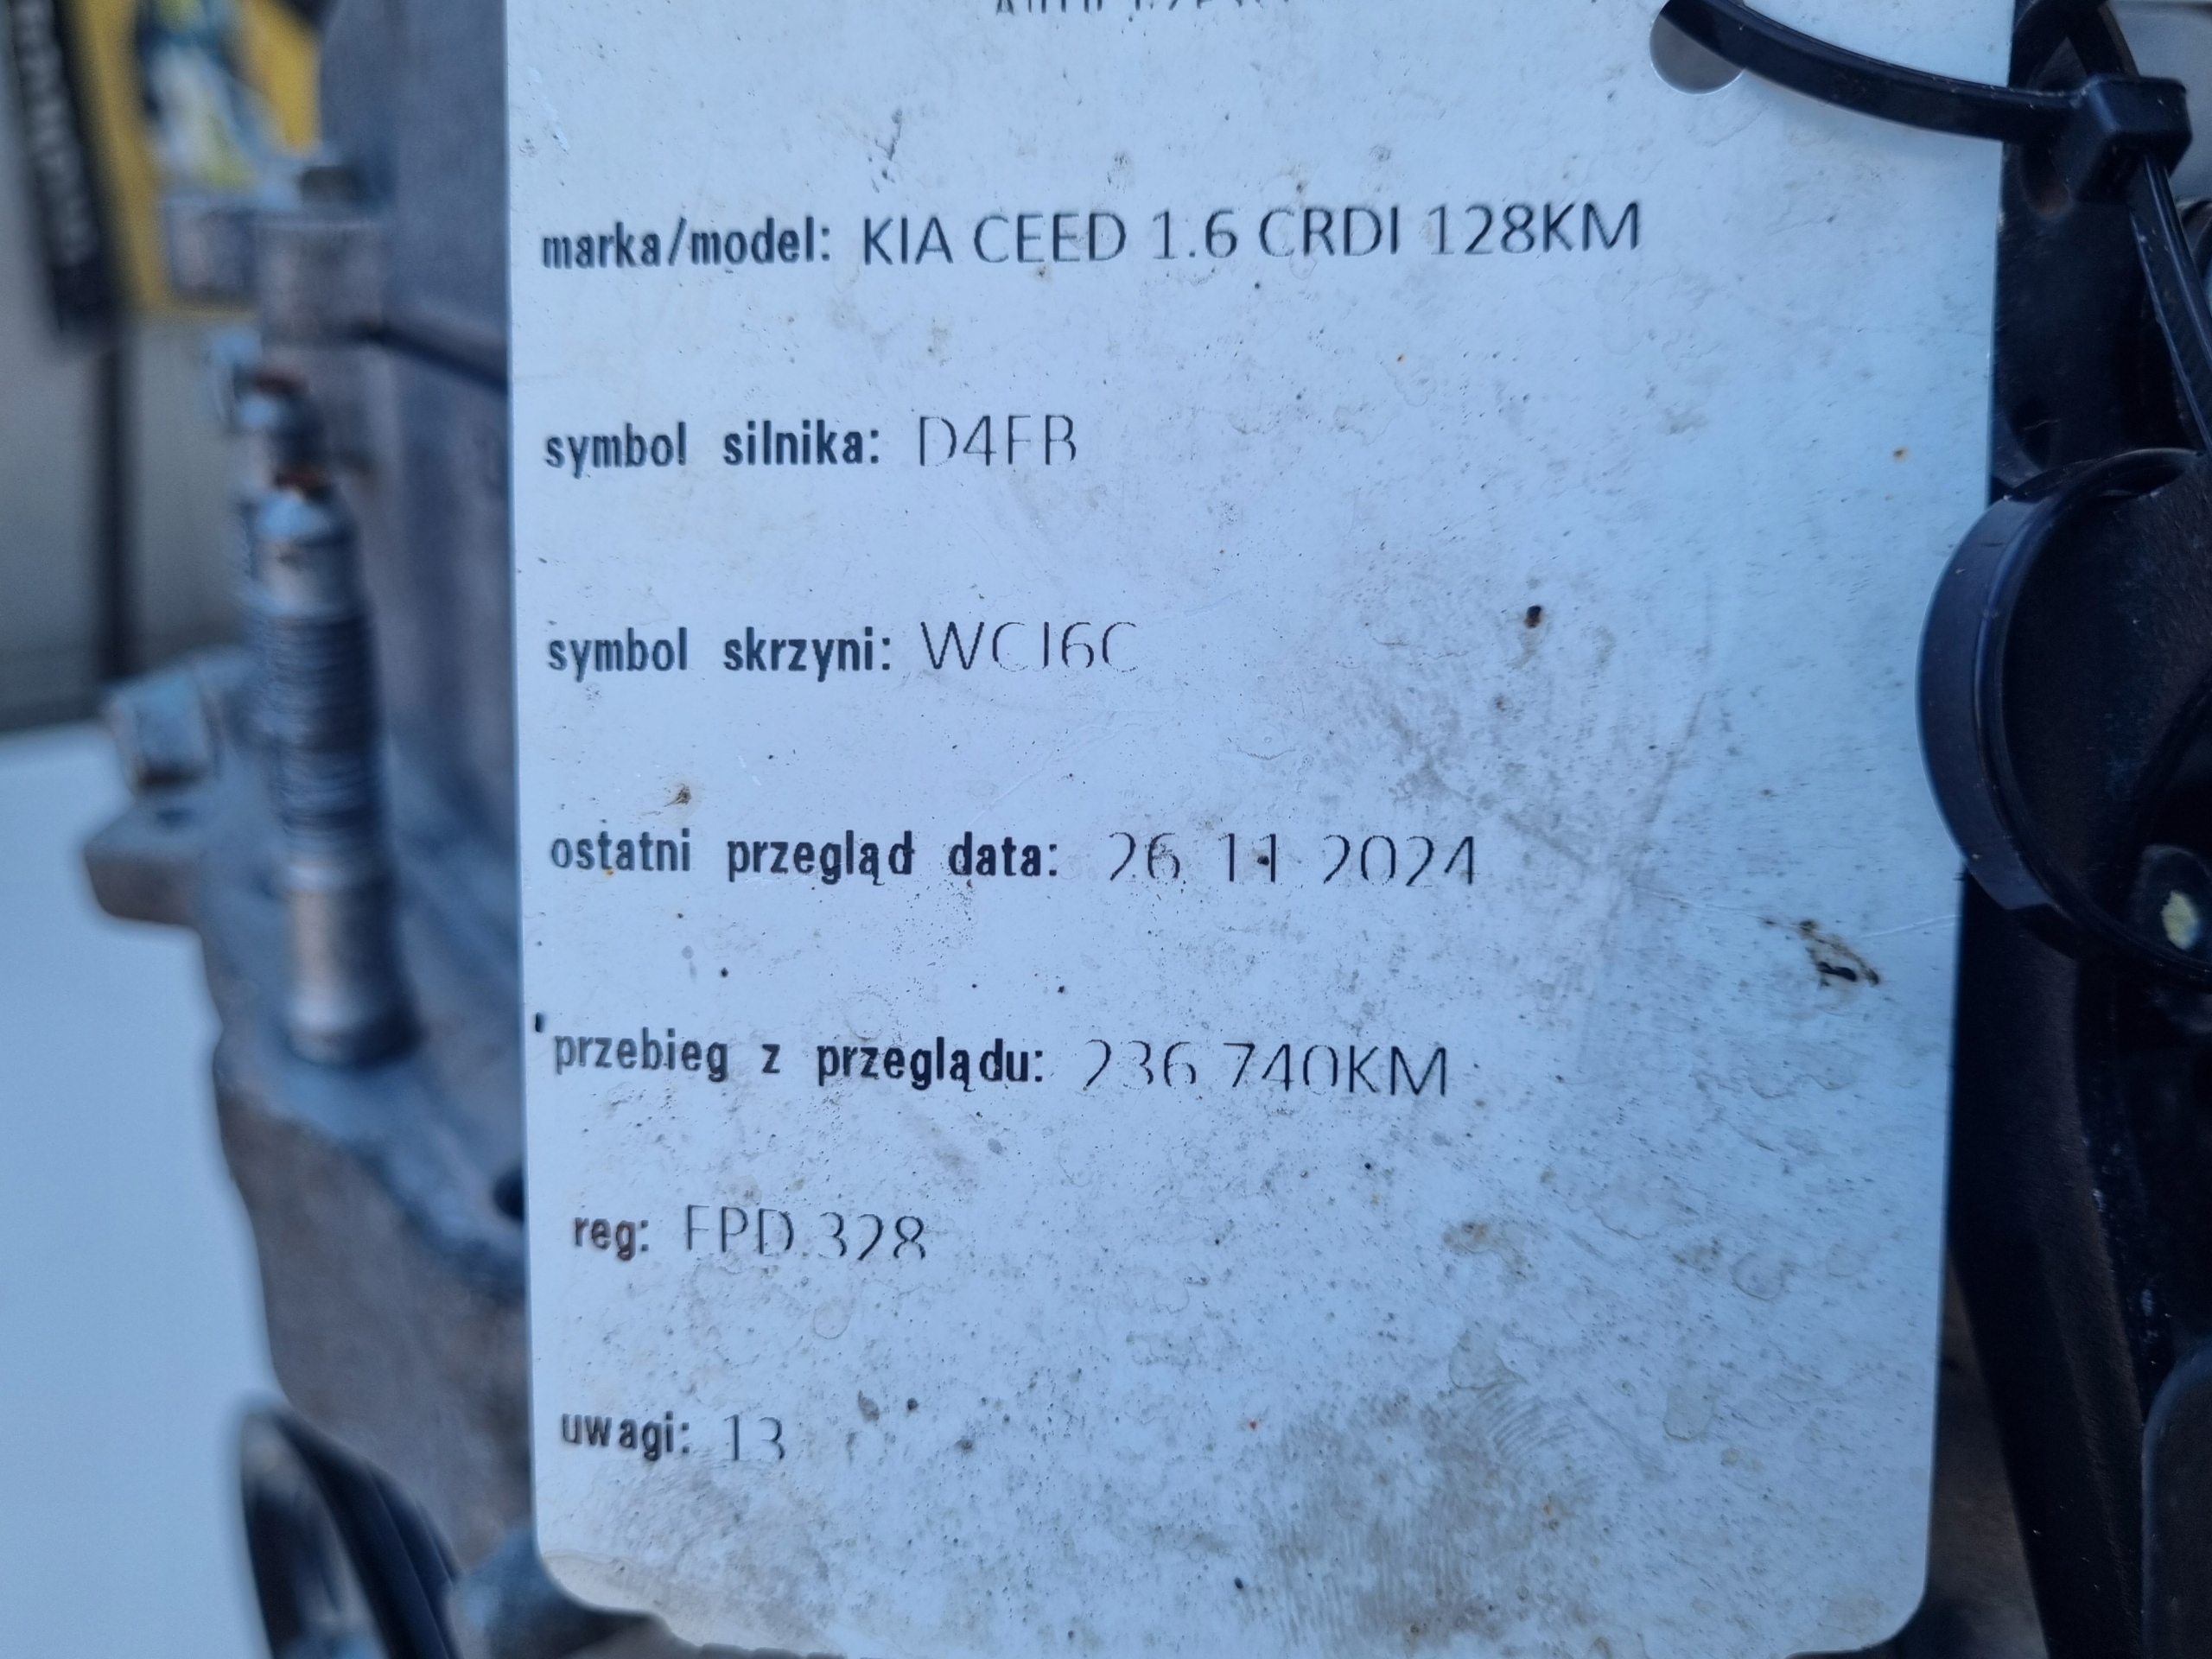 marka/model: KIA CEED 1.6 CRDI 128KM
symbol silnika: D4FB
symbol skrzyni: WCJ6C
ostatni przegląd data: 26 11 2024
przebieg z przeglądu: 236 740KM
reg: FPD 328
uwagi: 13